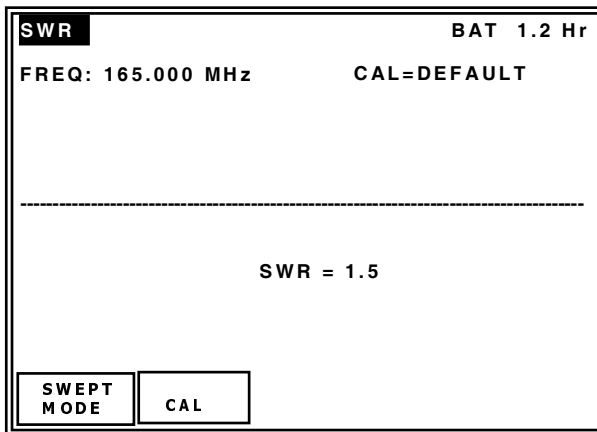 SWR BAT 1.2 Hr
FREQ: 165.000 MHz CAL=DEFAULT
SWR = 1.5
SWEPT
MODE
CAL